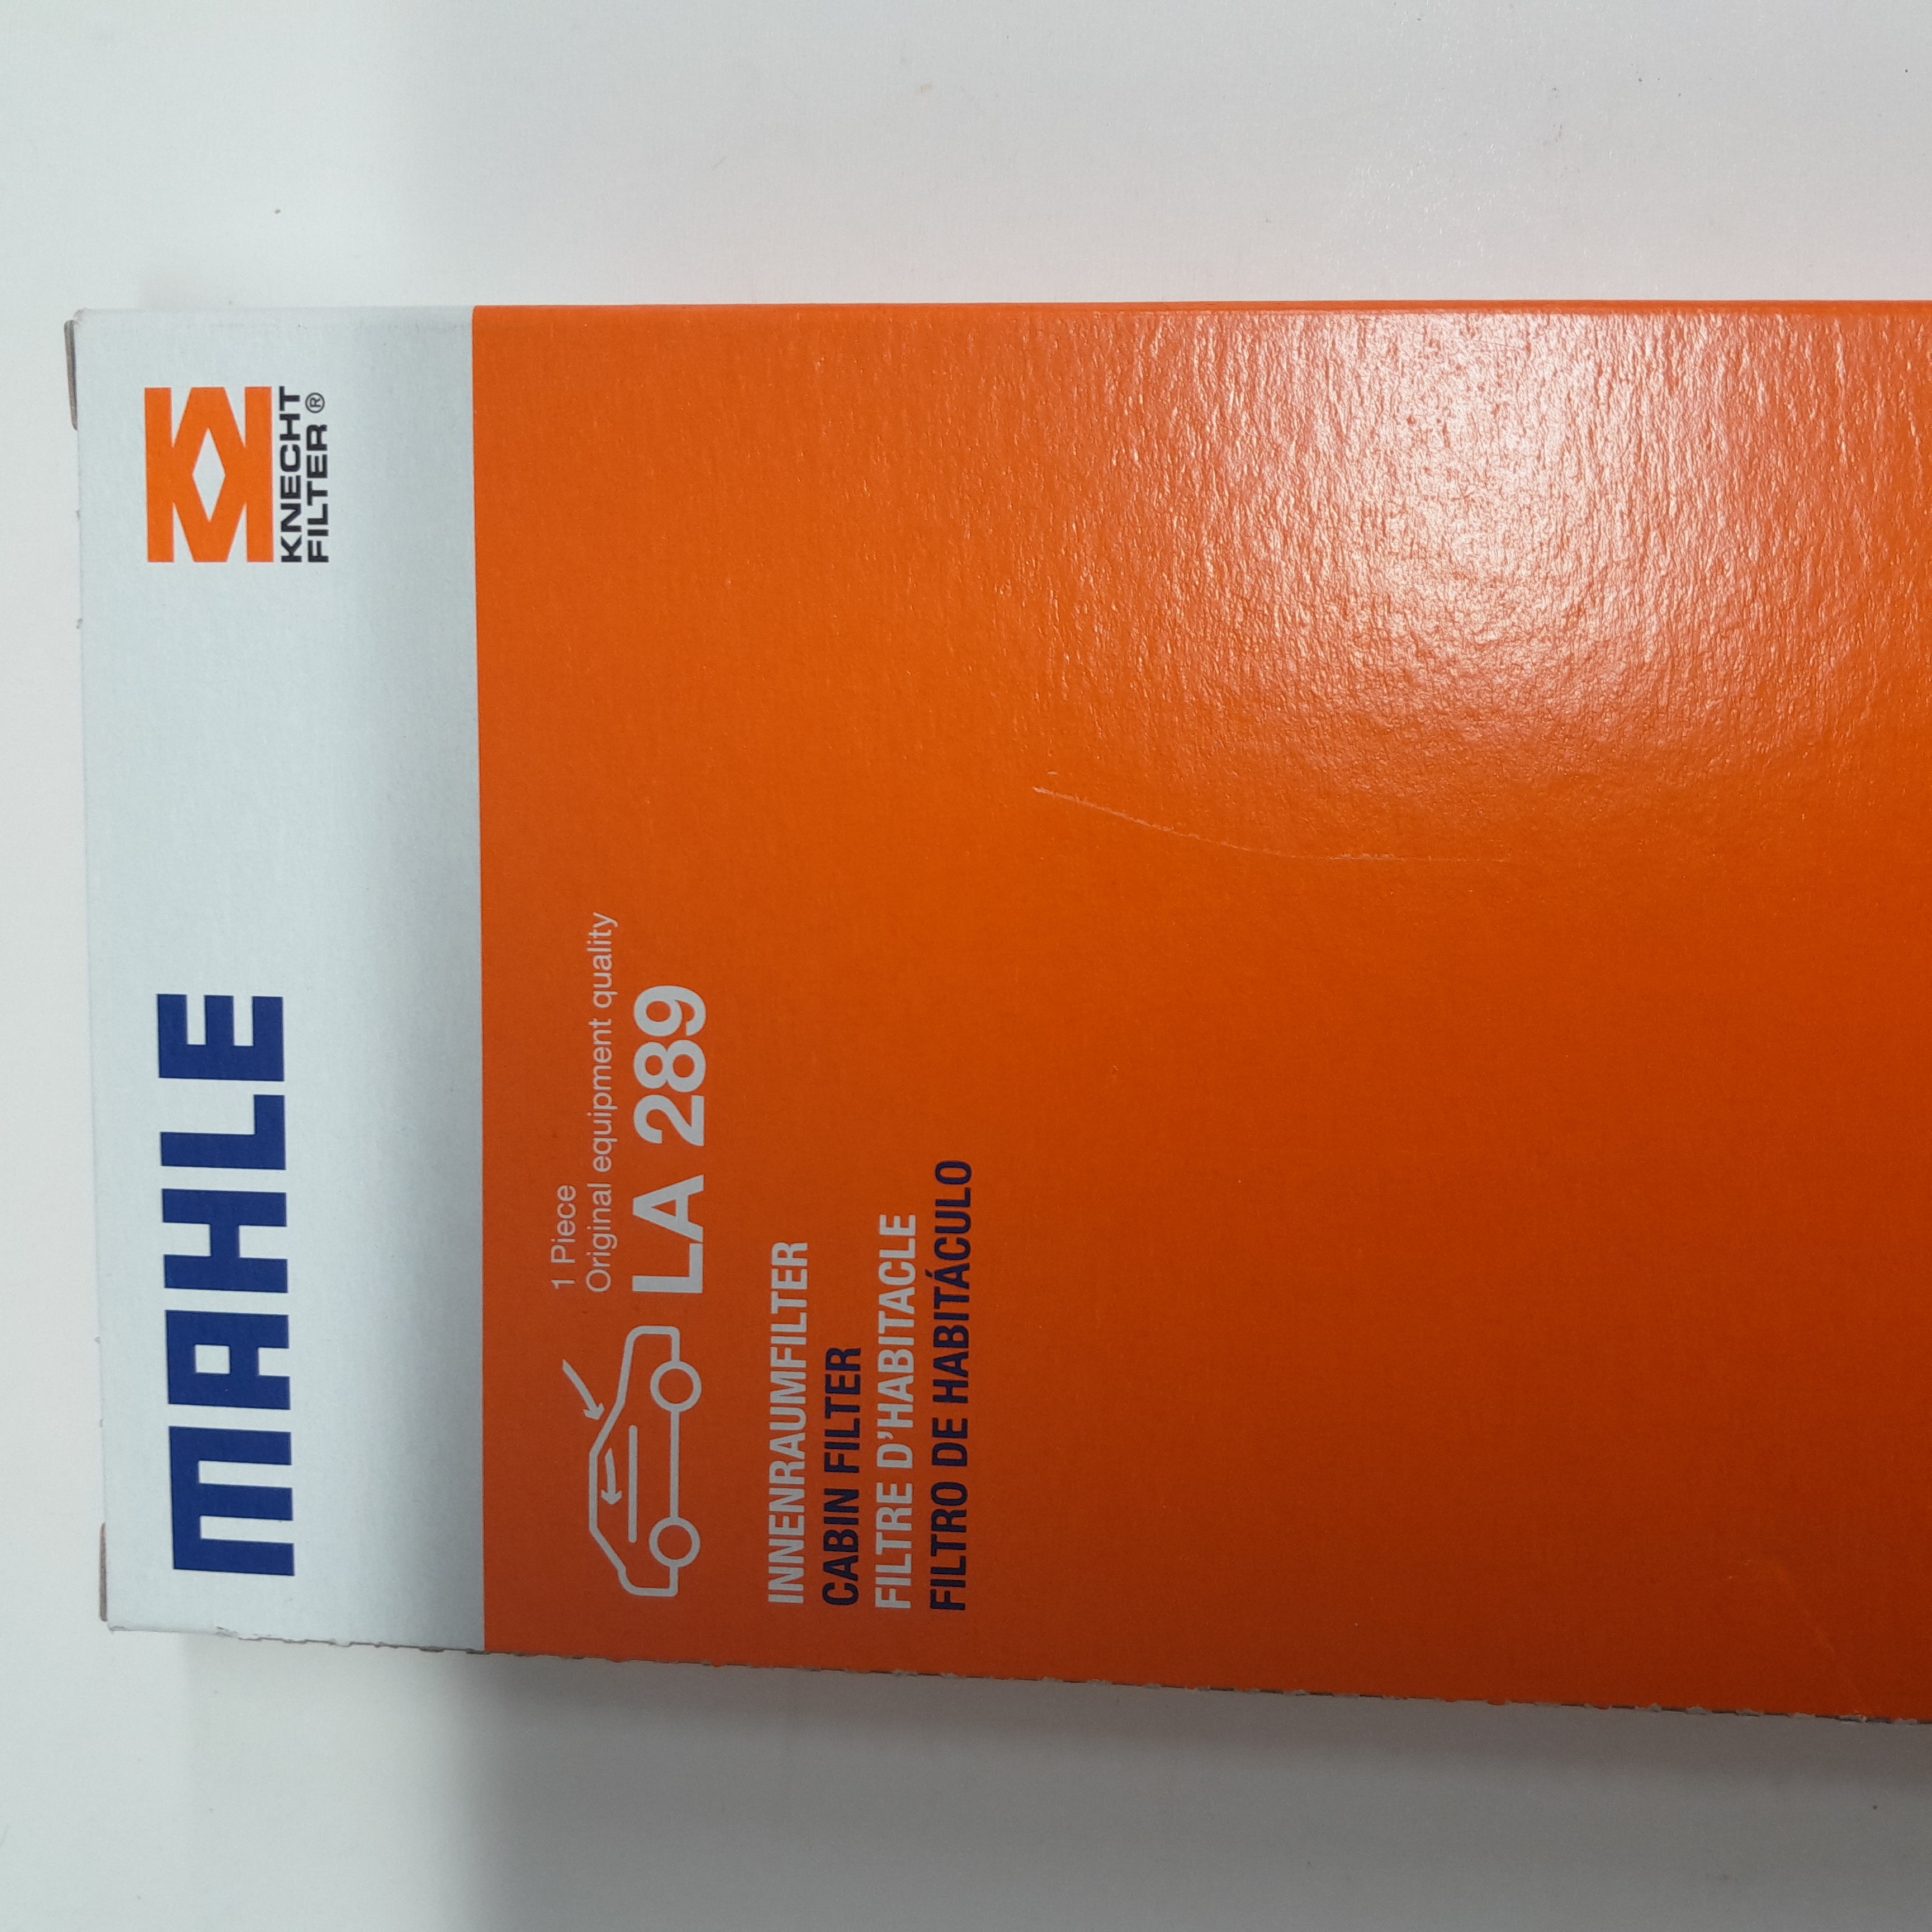 MAHLE
KNECHT
FILTER®
1 Piece
Original equipment quality
LA 289
INNENRAUMFILTER
CABIN FILTER
FILTRE D'HABITACLE
FILTRO DE HABITÁCULO